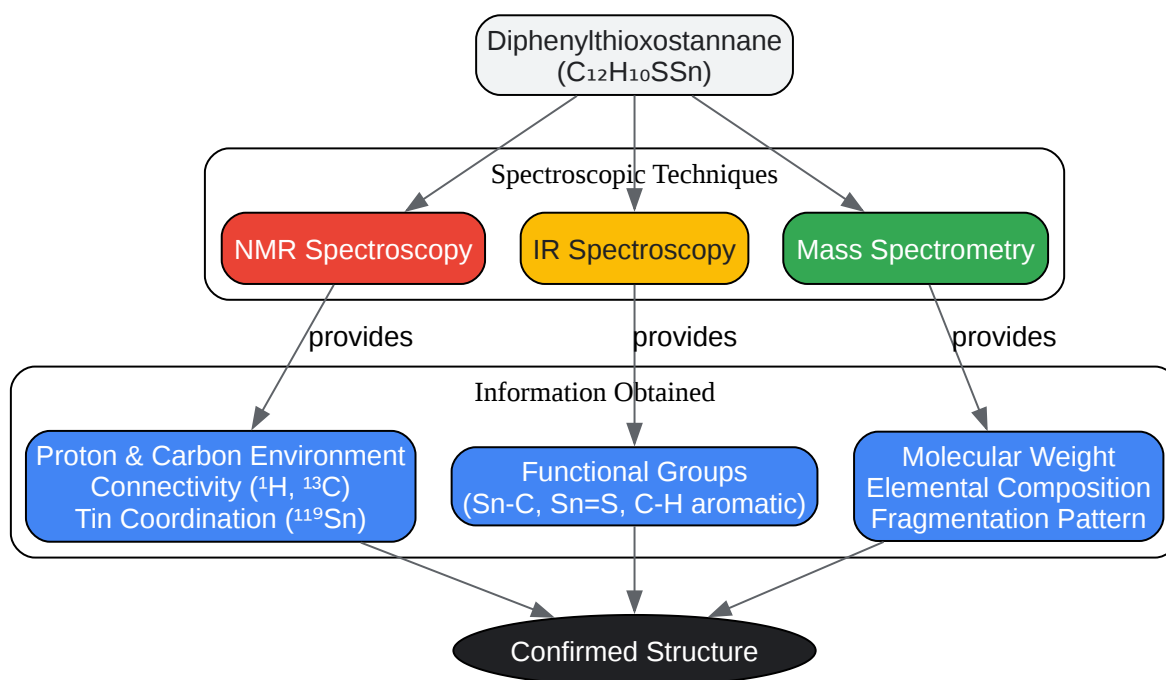 Diphenylthioxostannane
(C₁₂H₁₀SSn)
Spectroscopic Techniques
NMR Spectroscopy
IR Spectroscopy
Mass Spectrometry
provides
provides
provides
Information Obtained
Proton & Carbon Environment
Connectivity (¹H, ¹³C)
Tin Coordination (¹¹⁹Sn)
Functional Groups
(Sn-C, Sn=S, C-H aromatic)
Molecular Weight
Elemental Composition
Fragmentation Pattern
Confirmed Structure